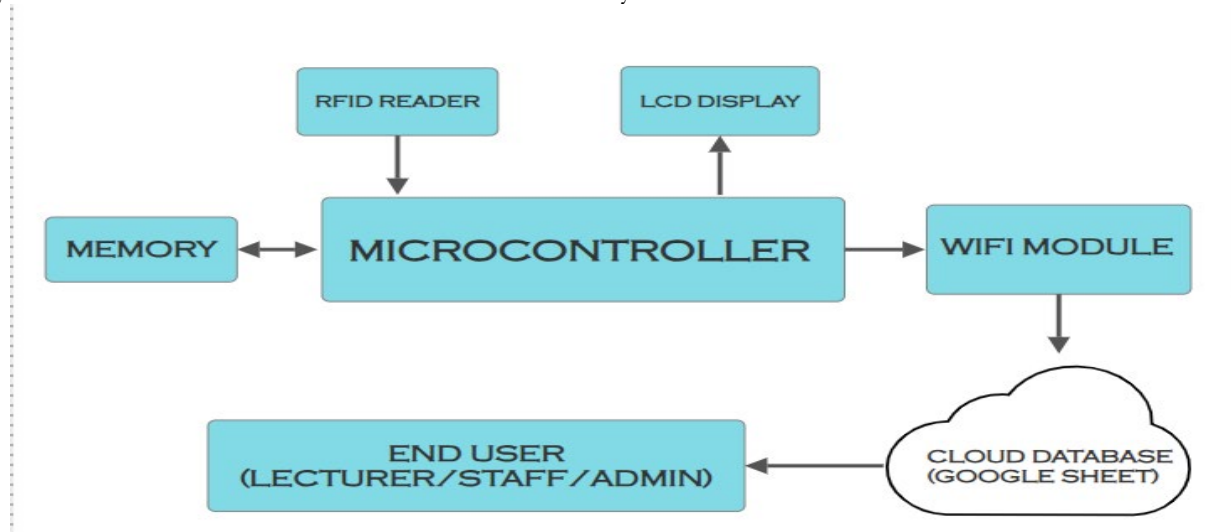 RFID READER
LCD DISPLAY
MEMORY
MICROCONTROLLER
WIFI MODULE
END USER
(LECTURER/STAFF/ADMIN)
CLOUD DATABASE
(GOOGLE SHEET)